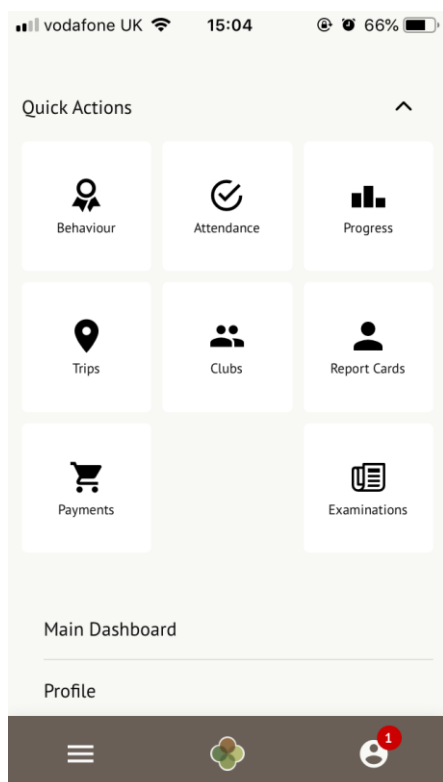 vodafone UK 15:04 66%
Quick Actions
Behaviour Attendance Progress
Trips Clubs Report Cards
Payments Examinations
Main Dashboard
Profile
1